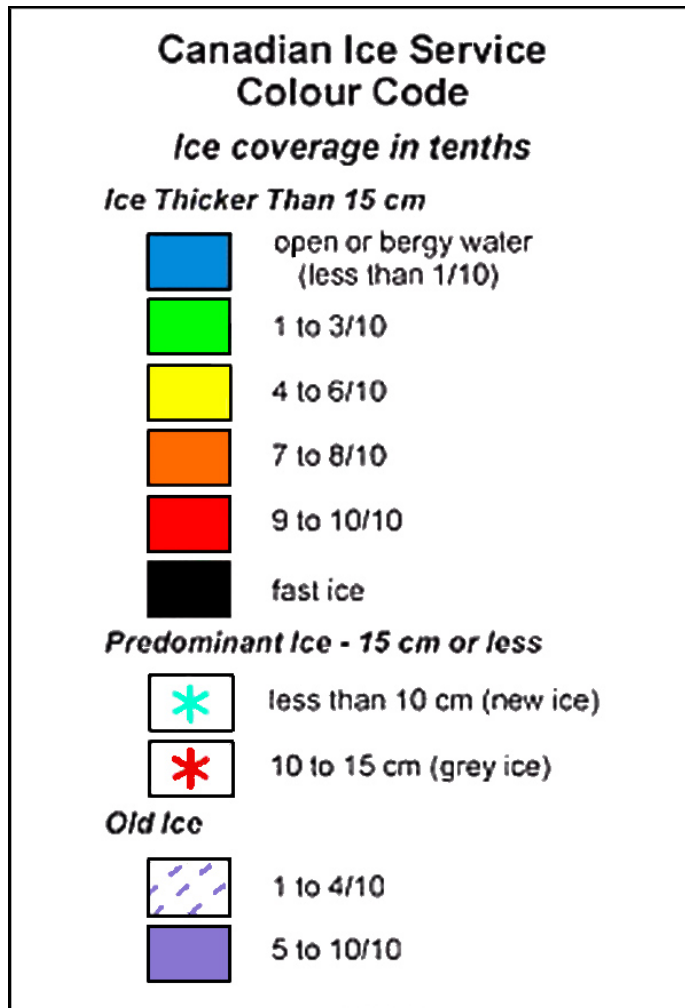 Canadian Ice Service
Colour Code
Ice coverage in tenths
Ice Thicker Than 15 cm
open or bergy water
(less than 1/10)
1 to 3/10
4 to 6/10
7 to 8/10
9 to 10/10
fast ice
Predominant Ice - 15 cm or less
less than 10 cm (new ice)
10 to 15 cm (grey ice)
Old Ice
1 to 4/10
5 to 10/10